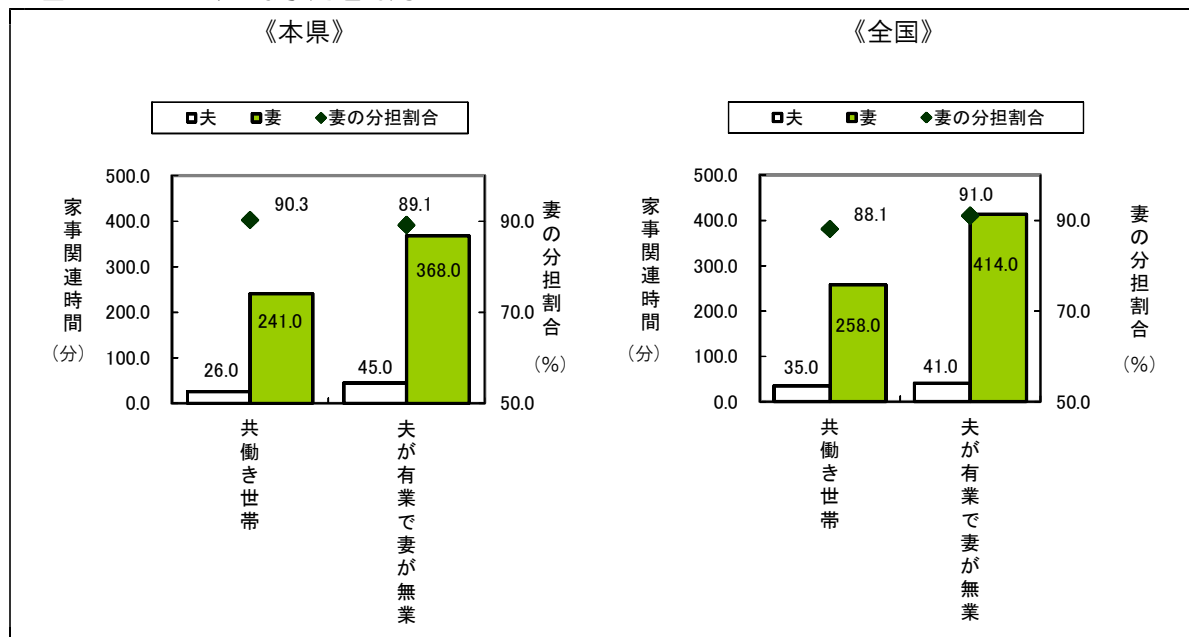 《本県》
夫 妻 妻の分担割合
500.0
400.0
300.0
200.0
100.0
0.0
家事関連時間
(分)
90.3
89.1
241.0
368.0
26.0
45.0
90.0
70.0
50.0
妻の分担割合
(%)
共働き世帯
夫が有業で妻が無業
《全国》
夫 妻 妻の分担割合
500.0
400.0
300.0
200.0
100.0
0.0
家事関連時間
(分)
88.1
91.0
258.0
414.0
35.0
41.0
90.0
70.0
50.0
妻の分担割合
(%)
共働き世帯
夫が有業で妻が無業